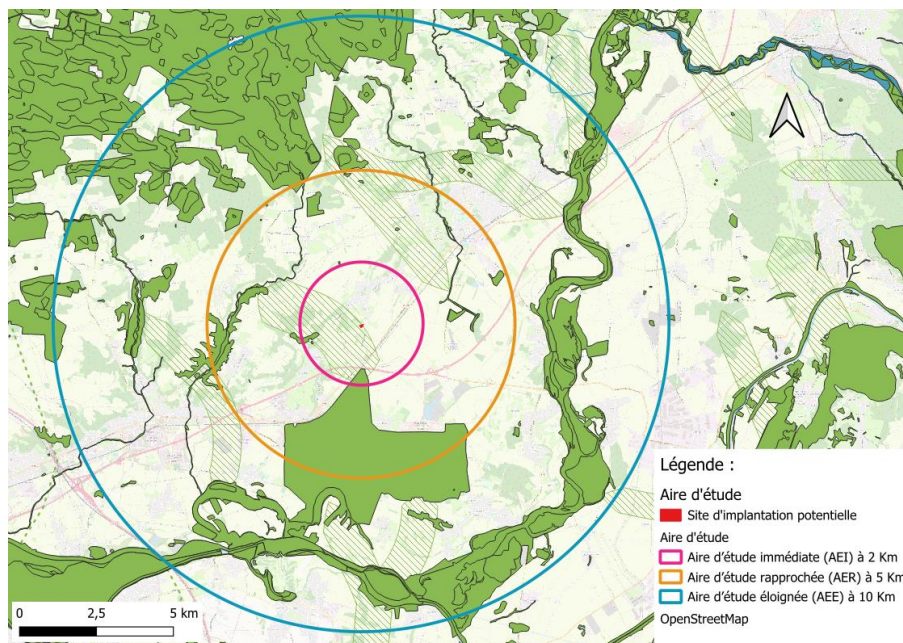 0 2,5 5 km
Légende :
Aire d'étude
Site d'implantation potentielle
Aire d'étude
Aire d'étude immédiate (AEI) à 2 Km
Aire d'étude rapprochée (AER) à 5 Km
Aire d'étude éloignée (AEE) à 10 Km
OpenStreetMap